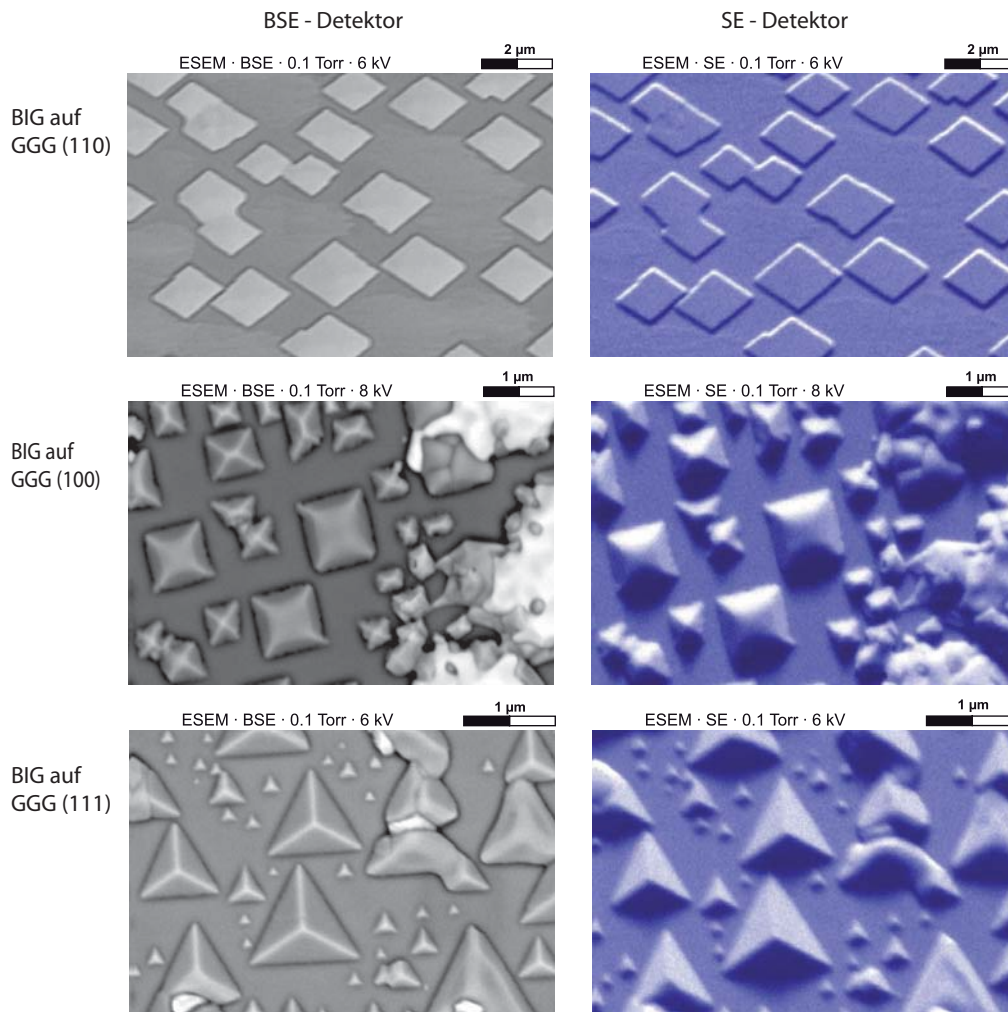 BSE - Detektor
SE - Detektor
ESEM · BSE · 0.1 Torr · 6 kV
2 µm
ESEM · SE · 0.1 Torr · 6 kV
2 µm
BIG auf
GGG (110)
ESEM · BSE · 0.1 Torr · 8 kV
1 µm
ESEM · SE · 0.1 Torr · 8 kV
1 µm
BIG auf
GGG (100)
ESEM · BSE · 0.1 Torr · 6 kV
1 µm
ESEM · SE · 0.1 Torr · 6 kV
1 µm
BIG auf
GGG (111)